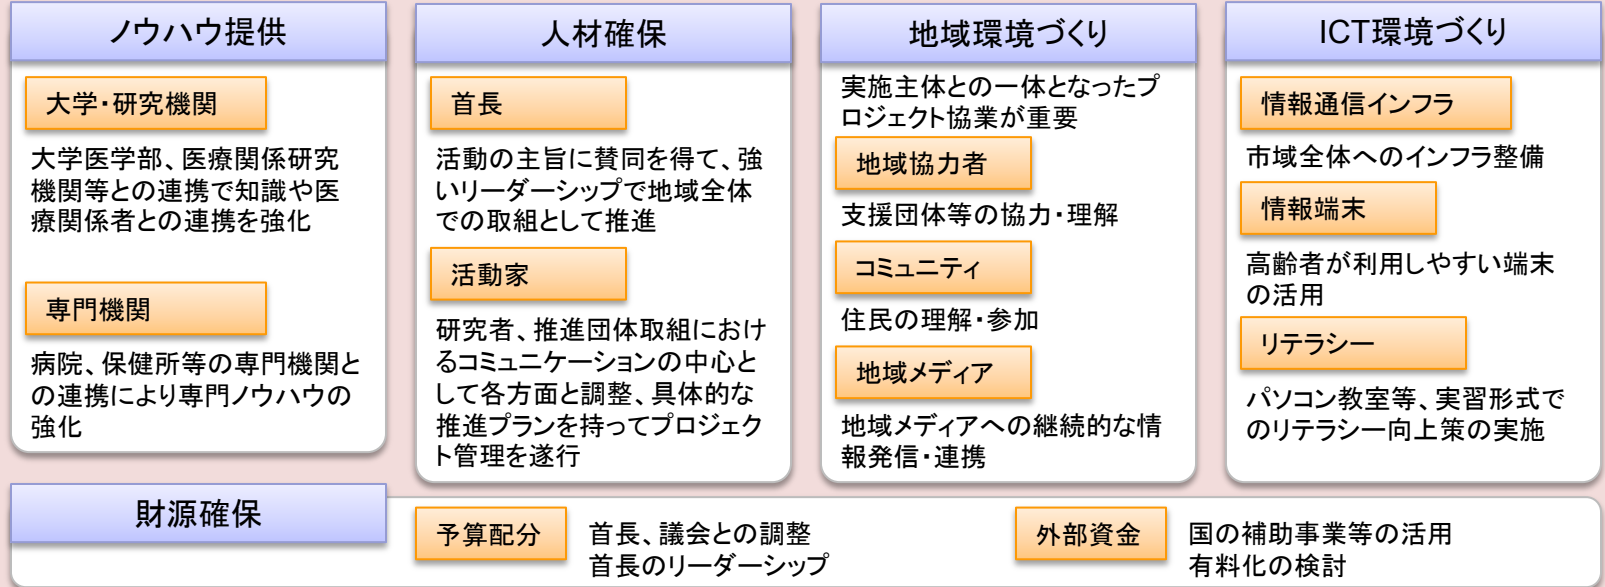 ノウハウ提供
大学・研究機関
大学医学部、医療関係研究
機関等との連携で知識や医
療関係者との連携を強化
専門機関
病院、保健所等の専門機関と
の連携により専門ノウハウの
強化
人材確保
首長
活動の主旨に賛同を得て、強
いリーダーシップで地域全体
での取組として推進
活動家
研究者、推進団体取組におけ
るコミュニケーションの中心と
して各方面と調整、具体的な
推進プランを持ってプロジェク
ト管理を遂行
地域環境づくり
実施主体との一体となったプ
ロジェクト協業が重要
地域協力者
支援団体等の協力・理解
コミュニティ
住民の理解・参加
地域メディア
地域メディアへの継続的な情
報発信・連携
ICT環境づくり
情報通信インフラ
市域全体へのインフラ整備
情報端末
高齢者が利用しやすい端末
の活用
リテラシー
パソコン教室等、実習形式で
のリテラシー向上策の実施
財源確保
予算配分
首長、議会との調整
首長のリーダーシップ
外部資金
国の補助事業等の活用
有料化の検討